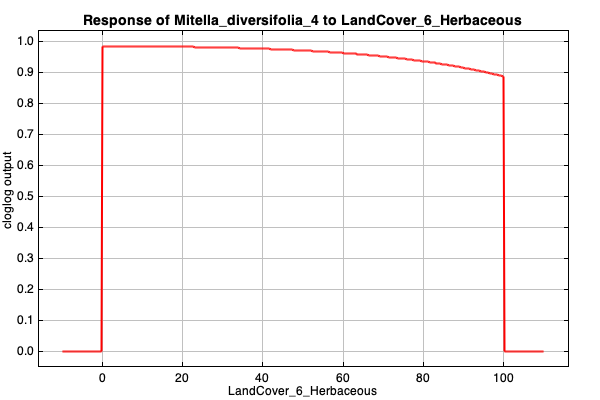 Response of Mitella_diversifolia_4 to LandCover_6_Herbaceous
cloglog output
1.0
0.9
0.8
0.7
0.6
0.5
0.4
0.3
0.2
0.1
0.0
0 20 40 60 80 100
LandCover_6_Herbaceous